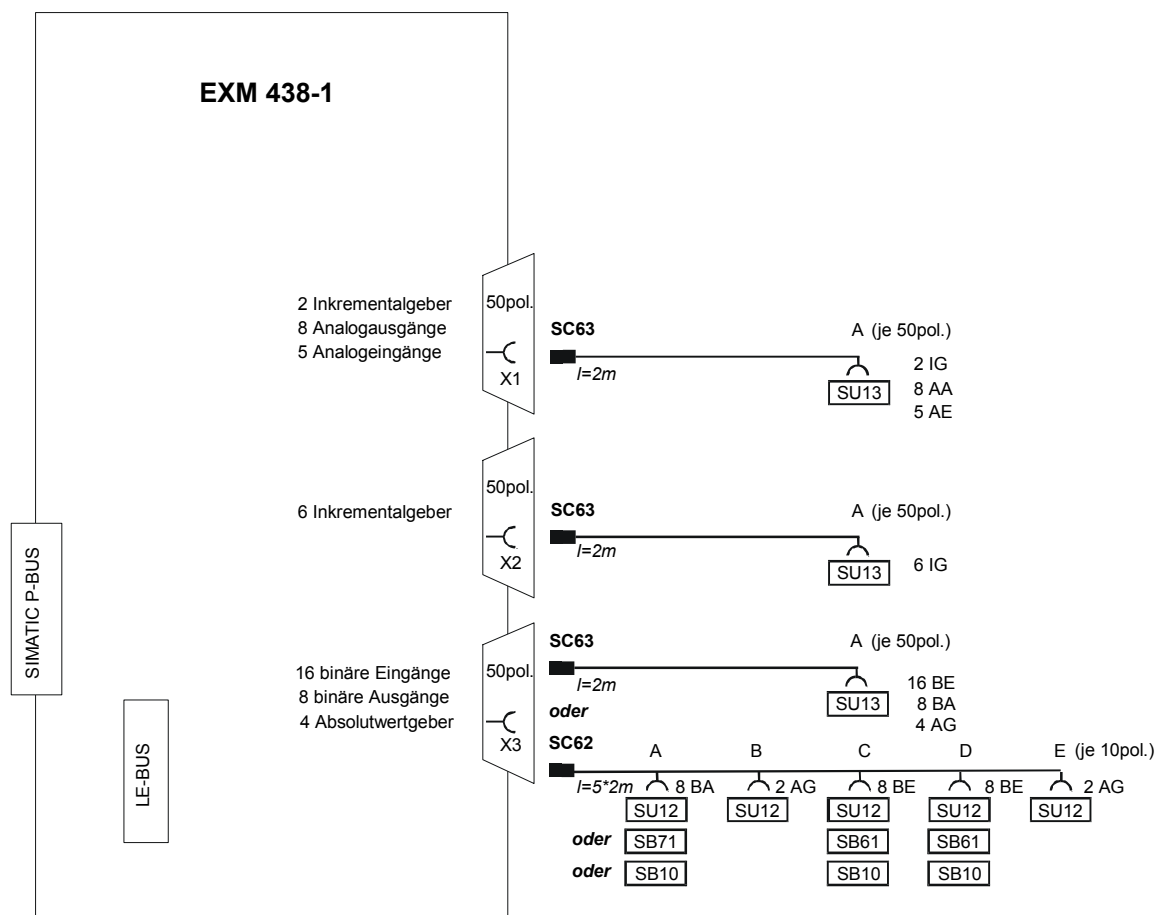 EXM 438-1
2 Inkrementalgeber
8 Analogausgänge
5 Analogeingänge
50pol.
X1
SC63
l=2m
A (je 50pol.)
SU13
2 IG
8 AA
5 AE
6 Inkrementalgeber
50pol.
X2
SC63
l=2m
A (je 50pol.)
SU13
6 IG
SIMATIC P-BUS
LE-BUS
16 binäre Eingänge
8 binäre Ausgänge
4 Absolutwertgeber
50pol.
X3
SC63
l=2m
A (je 50pol.)
SU13
16 BE
8 BA
4 AG
oder
SC62
A B C D E (je 10pol.)
l=5*2m 8 BA 2 AG 8 BE 8 BE 2 AG
SU12 SU12 SU12 SU12 SU12
oder SB71 SB61 SB61
oder SB10 SB10 SB10